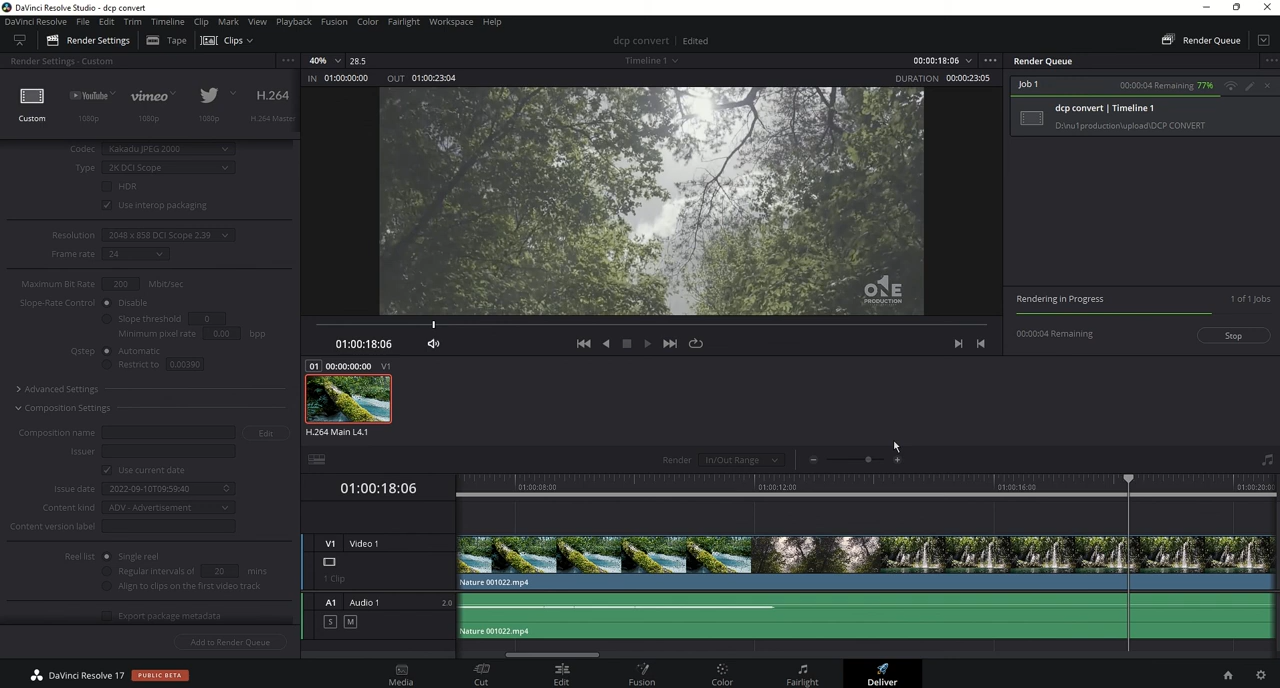 DaVinci Resolve Studio - dcp convert
DaVinci Resolve File Edit Trim Timeline Clip Mark View Playback Fusion Color Fairlight Workspace Help
Render Settings Tape Clips dcp convert Edited Render Queue
Render Settings - Custom 40% 28.5 Timeline 1 00:00:18:06 Render Queue
IN 01:00:00:00 OUT 01:00:23:04 DURATION 00:00:23:05
Job 1 00:00:04 Remaining 77%
YouTube vimeo H.264
dcp convert | Timeline 1
Custom 1080p 1080p 1080p H.264 Master
D:\nu1production\upload\DCP CONVERT
Codec Kakadu JPEG 2000
Type 2K DCI Scope
HDR
Use interop packaging
Resolution 2048 x 858 DCI Scope 2.39
Frame rate 24
Maximum Bit Rate 200 Mbit/sec
ONE
PRODUCTION
Slope-Rate Control Disable
Rendering in Progress 1 of 1 Jobs
Slope threshold 0
Minimum pixel rate 0.00 bpp
00:00:04 Remaining Stop
01:00:18:06
Qstep Automatic
Restrict to 0.00390
01 00:00:00:00 V1
Advanced Settings
Composition Settings
Composition name Edit
H.264 Main L4.1
Issuer
Render In/Out Range
Use current date
Issue date 2022-09-10T09:59:40
01:00:18:06 01:00:08:00 01:00:12:00 01:00:16:00 01:00:20:00
Content kind ADV - Advertisement
Content version label
V1 Video 1
Reel list Single reel
Regular intervals of 20 mins
1 Clip
Nature 001022.mp4
Align to clips on the first video track
A1 Audio 1 2.0
Export package metadata
S M
Nature 001022.mp4
Add to Render Queue
DaVinci Resolve 17 PUBLIC BETA
Media Cut Edit Fusion Color Fairlight Deliver